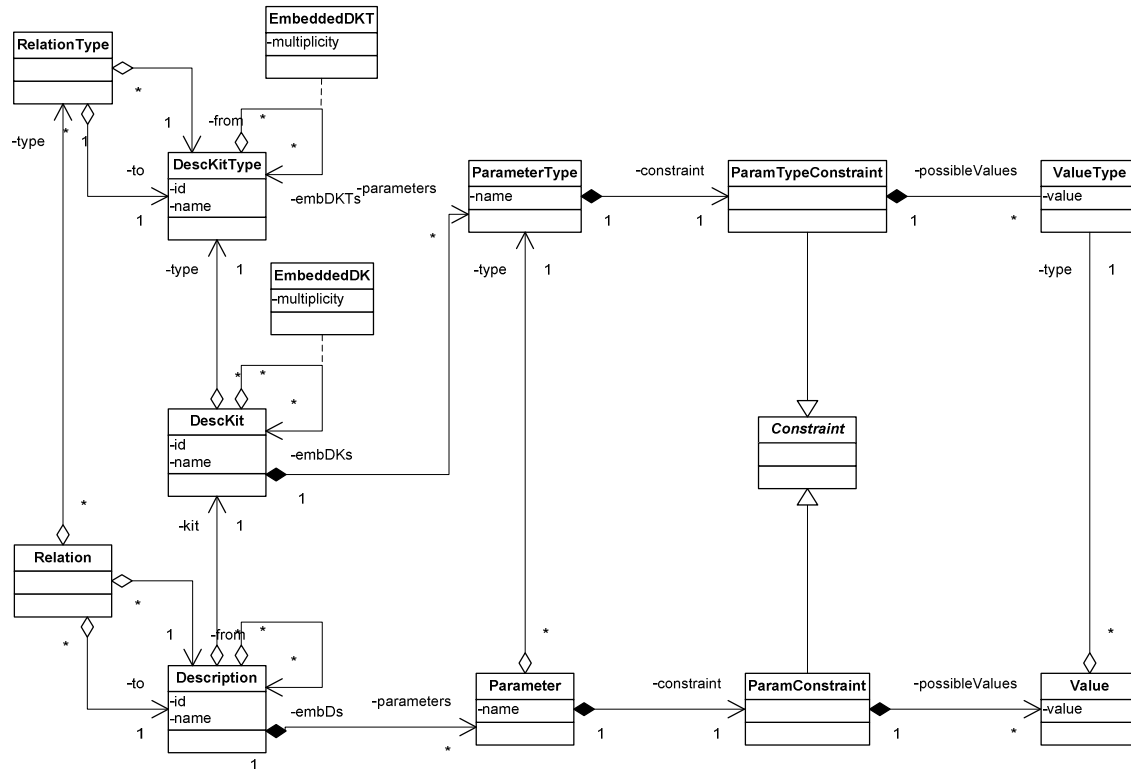 EmbeddedDKT
-multiplicity
RelationType
*
1
-from
*
*
-type
*
1
-to
1
DescKitType
-id
-name
-embDKTs
-parameters
*
ParameterType
-name
-constraint
1
1
ParamTypeConstraint
-possibleValues
1
*
ValueType
-value
-type
1
EmbeddedDK
-multiplicity
-type
1
-type
1
*
*
*
DescKit
-id
-name
-embDKs
1
Constraint
*
-kit
1
Relation
*
*
1
-from
*
*
*
-to
1
Description
-id
-name
-embDs
1
-parameters
*
*
Parameter
-name
-constraint
1
1
ParamConstraint
-possibleValues
1
*
*
Value
-value